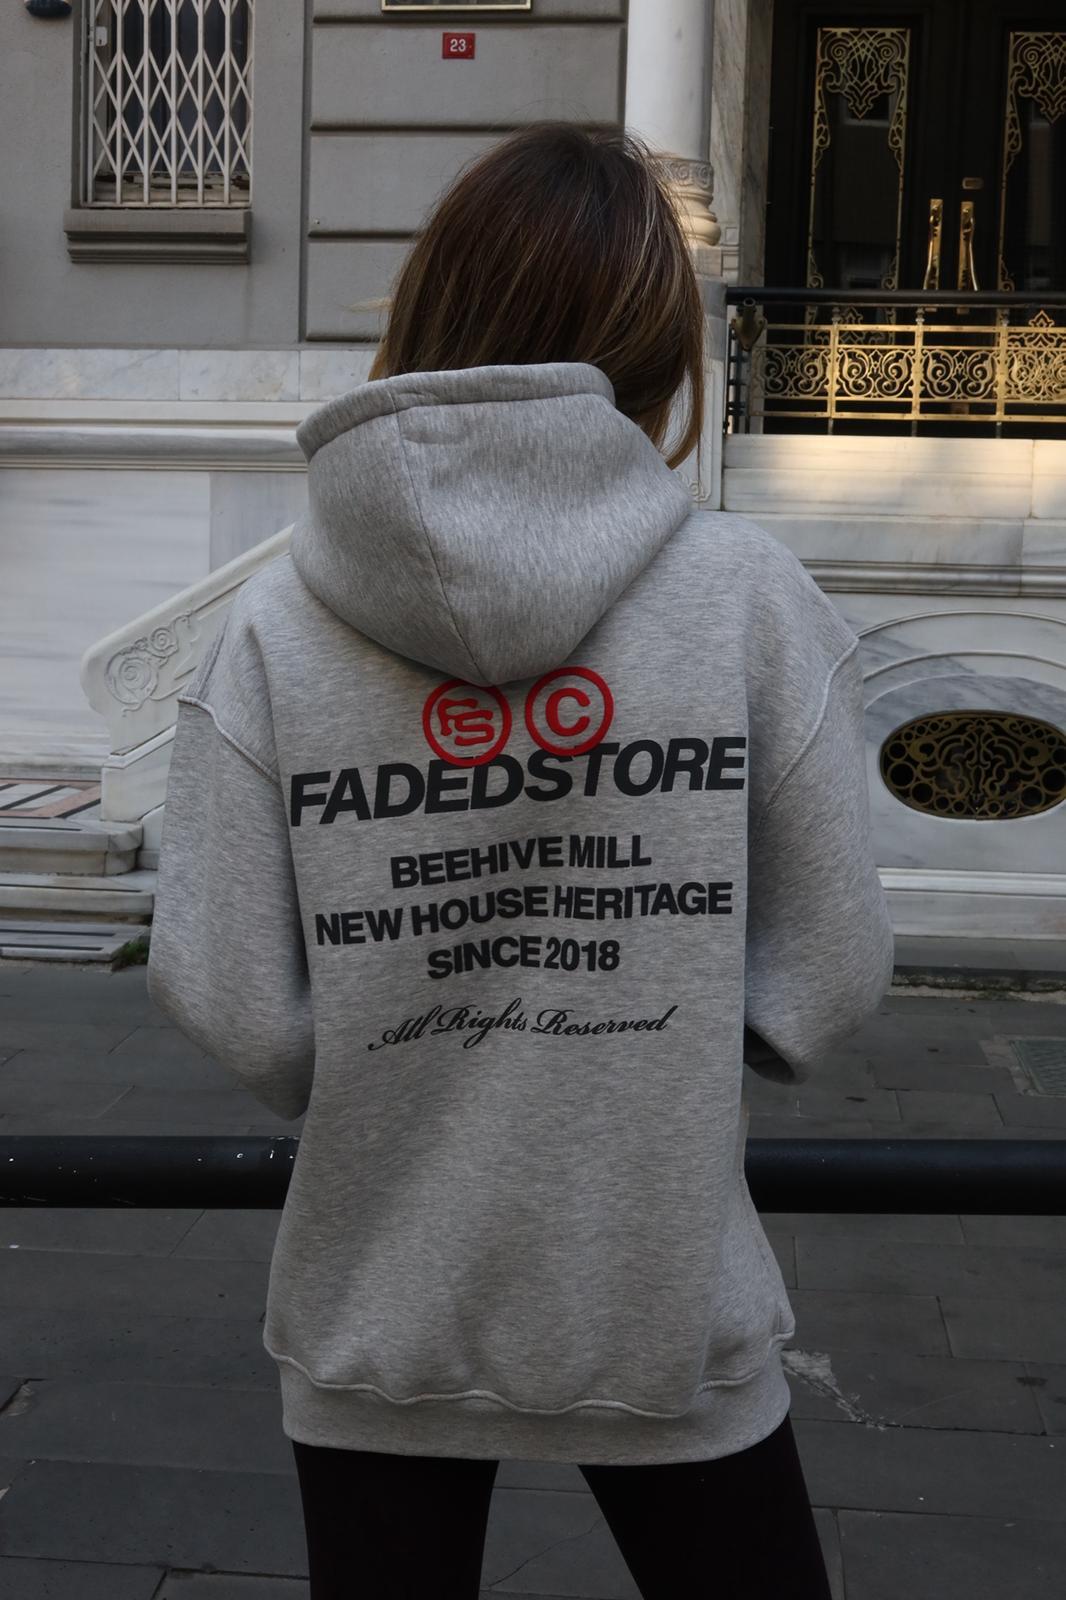 23
FS C
FADEDSTORE
BEEHIVE MILL
NEW HOUSE HERITAGE
SINCE 2018
All Rights Reserved